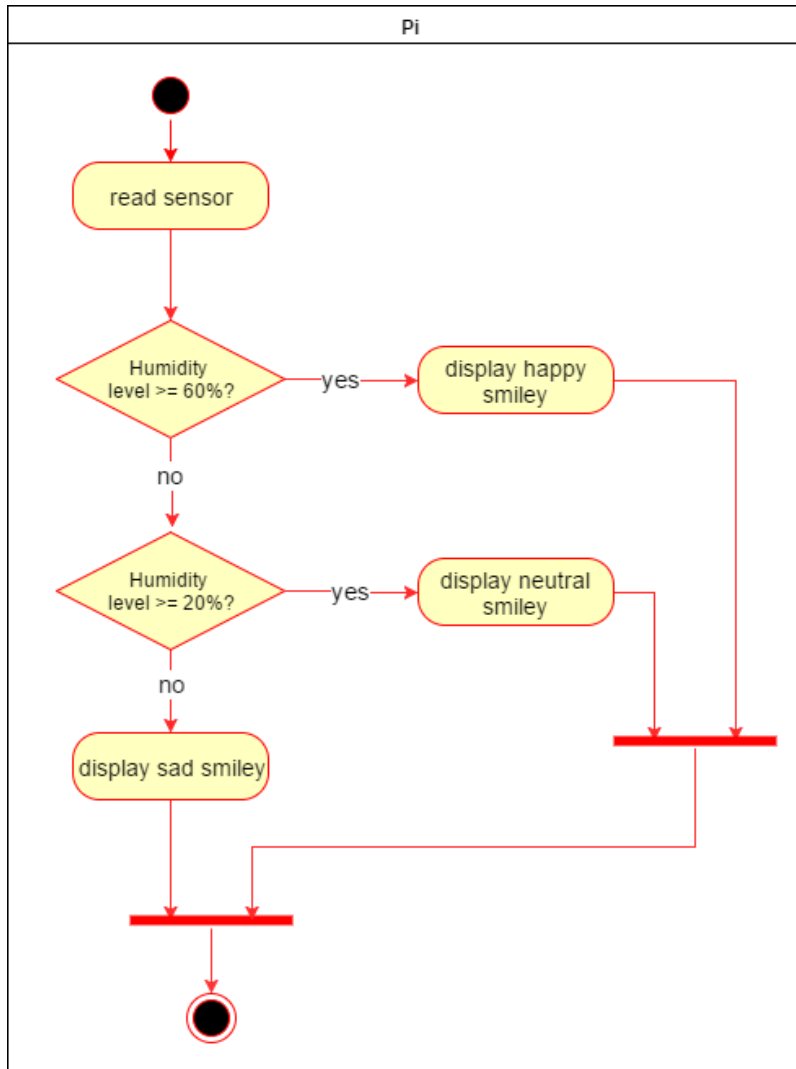 Pi
read sensor
Humidity
level >= 60%?
yes
display happy
smiley
no
Humidity
level >= 20%?
yes
display neutral
smiley
no
display sad smiley